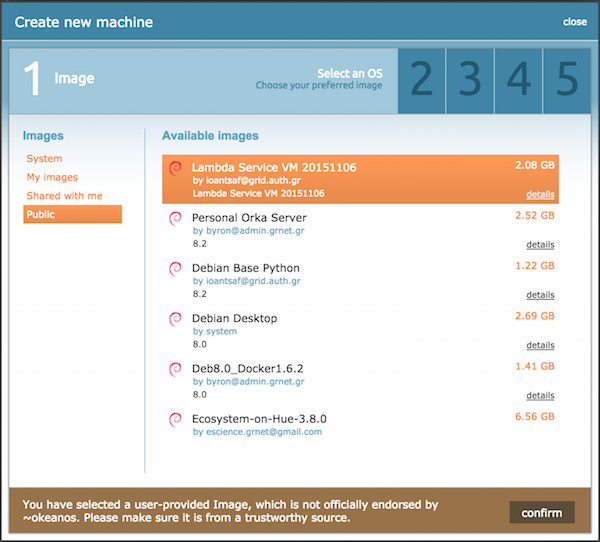 Create new machine
close
1 Image
Select an OS
Choose your preferred image
2 3 4 5
Images
System
My images
Shared with me
Public
Available images
Lambda Service VM 20151106
2.08 GB
by ioantsaf@grid.auth.gr
Lambda Service VM 20151106
details
Personal Orka Server
2.52 GB
by byron@admin.grnet.gr
8.2
details
Debian Base Python
1.22 GB
by ioantsaf@grid.auth.gr
8.2
details
Debian Desktop
2.69 GB
by system
8.0
details
Deb8.0_Docker1.6.2
1.41 GB
by byron@admin.grnet.gr
8.0
details
Ecosystem-on-Hue-3.8.0
6.56 GB
by escience.grnet@gmail.com
You have selected a user-provided Image, which is not officially endorsed by
~okeanos. Please make sure it is from a trustworthy source.
confirm